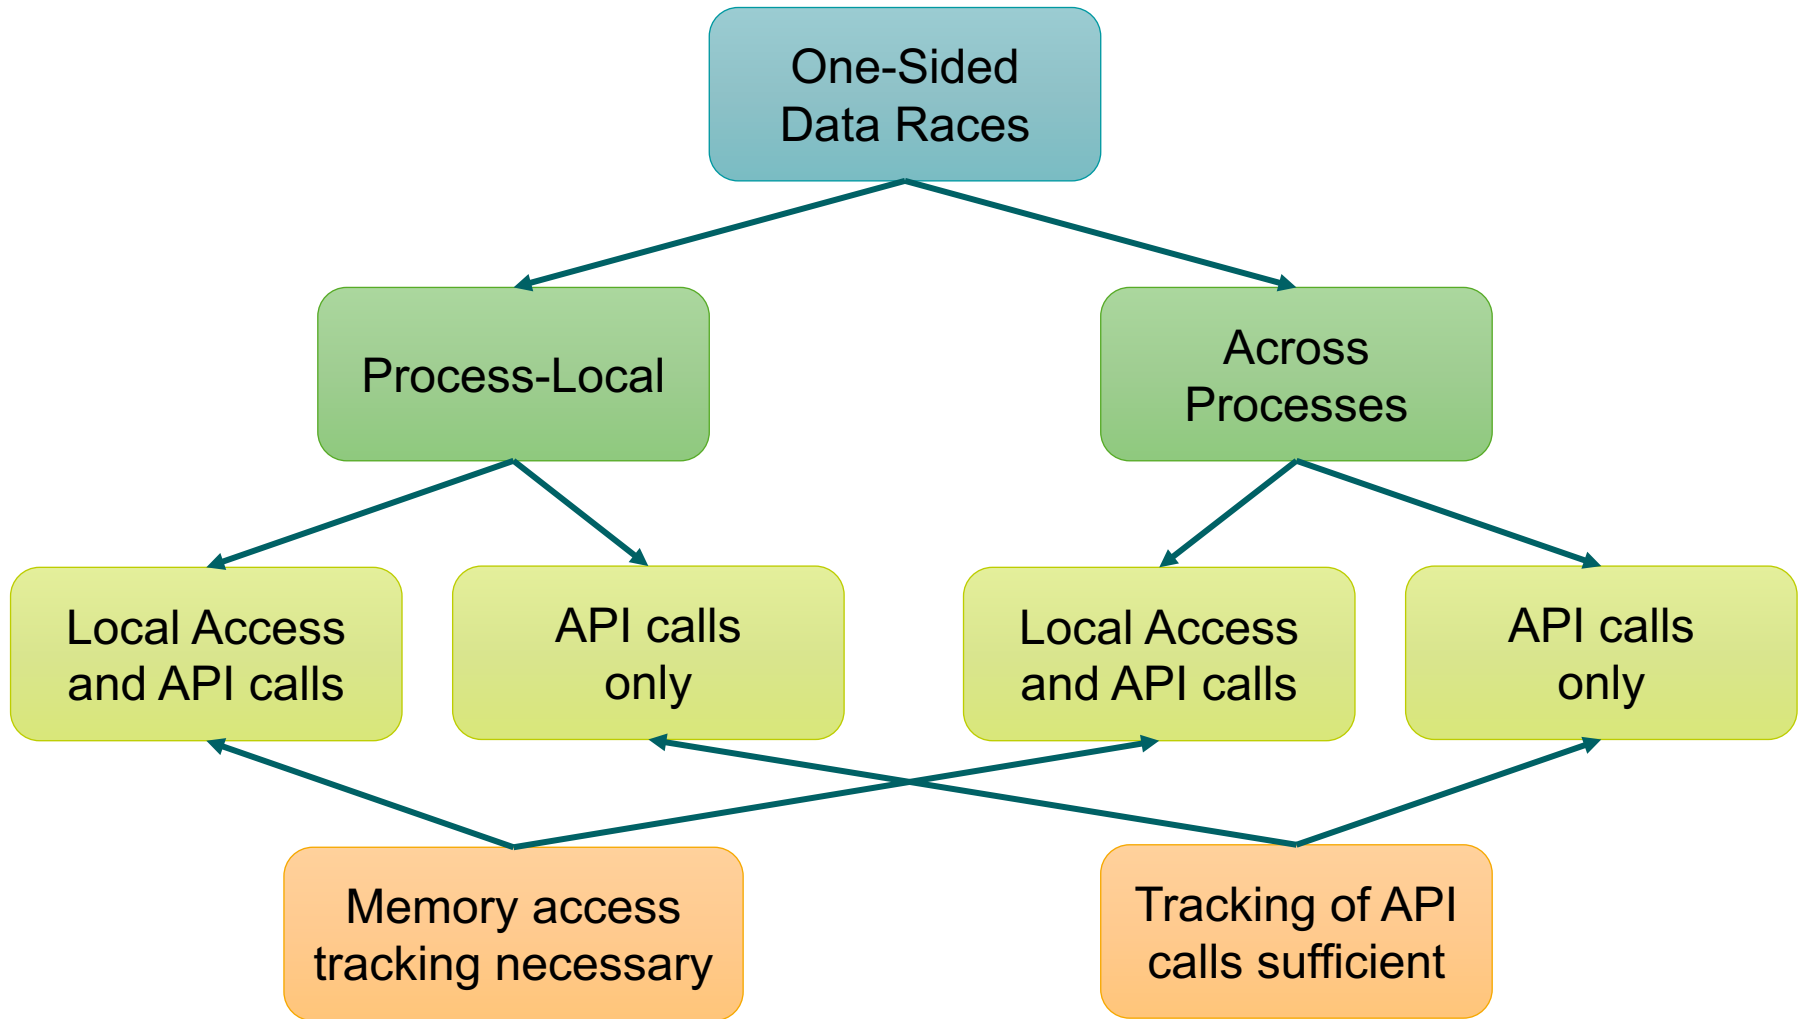 One-Sided
Data Races
Process-Local
Across
Processes
Local Access
and API calls
API calls
only
Local Access
and API calls
API calls
only
Memory access
tracking necessary
Tracking of API
calls sufficient